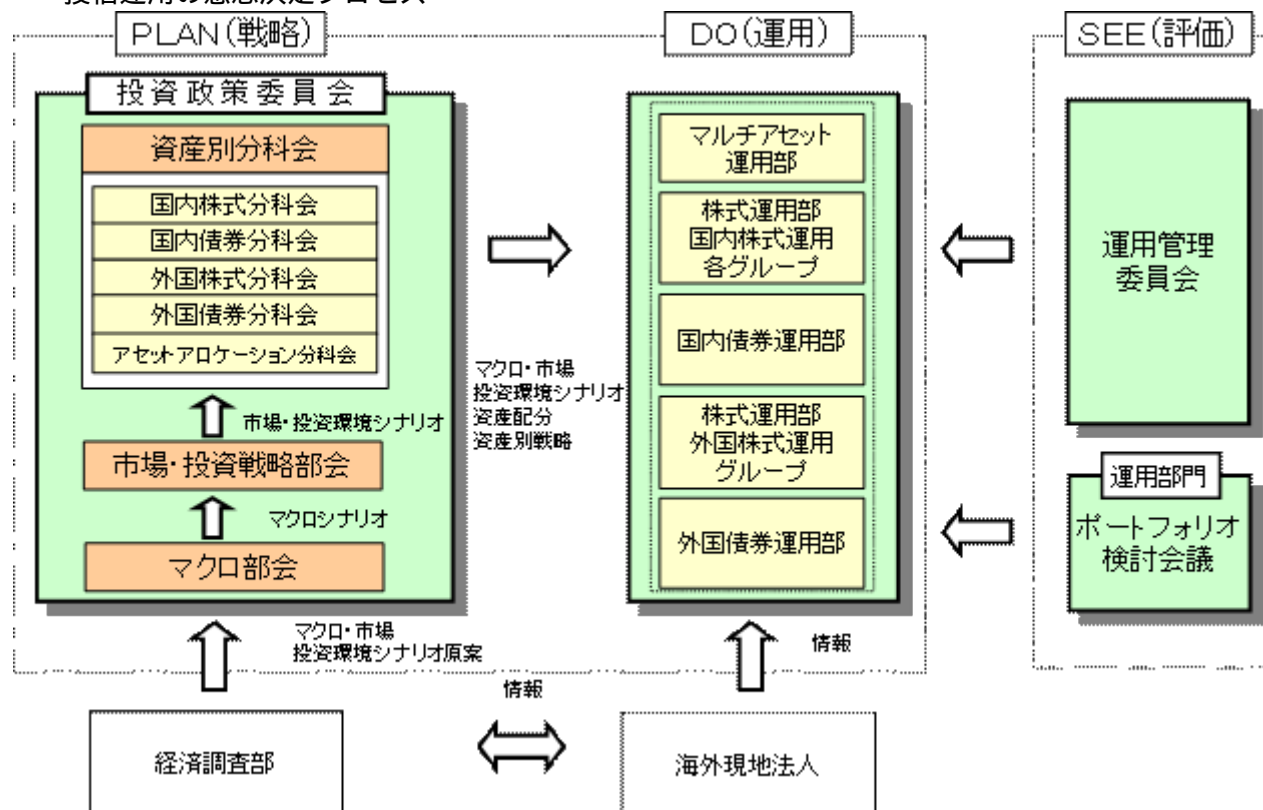 投信運用の意思決定プロセス
PLAN(戦略)
DO(運用)
SEE(評価)
投資政策委員会
資産別分科会
国内株式分科会
国内債券分科会
外国株式分科会
外国債券分科会
アセットアロケーション分科会
市場・投資環境シナリオ
市場・投資戦略部会
マクロシナリオ
マクロ部会
マクロ・市場
投資環境シナリオ
資産配分
資産別戦略
マルチアセット
運用部
株式運用部
国内株式運用
各グループ
国内債券運用部
株式運用部
外国株式運用
グループ
外国債券運用部
運用管理
委員会
運用部門
ポートフォリオ
検討会議
マクロ・市場
投資環境シナリオ原案
情報
情報
経済調査部
海外現地法人